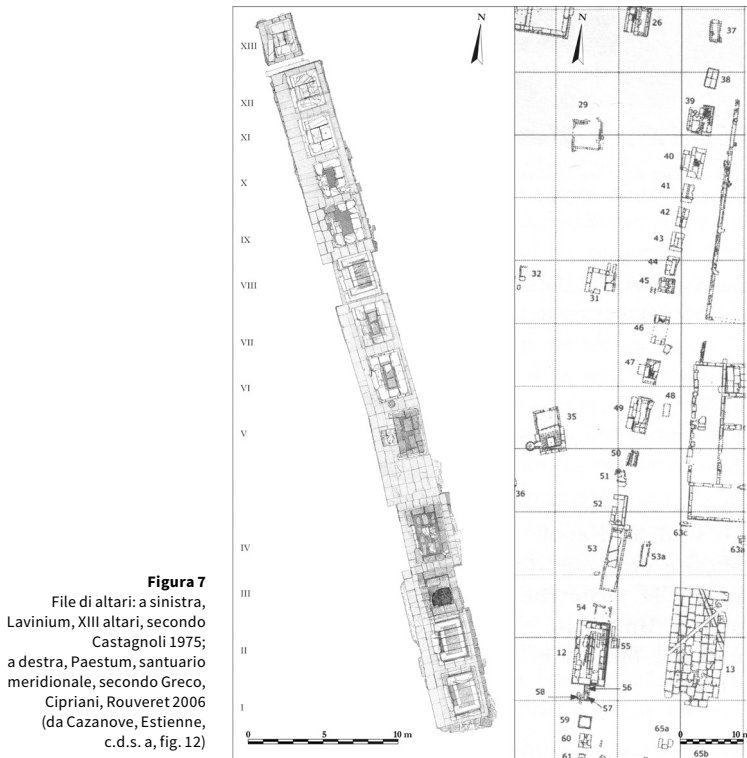 N
N
XIII
XII
XI
X
IX
VIII
VII
VI
V
IV
III
II
I
0 5 10 m
26
37
38
29
39
40
41
42
43
44
32
31
45
46
47
48
49
35
50
51
36
52
63c
63a
53
53a
54
12
55
13
56
58
57
59
60
65a
61
0 10 m
65b
Figura 7
File di altari: a sinistra,
Lavinium, XIII altari, secondo
Castagnoli 1975;
a destra, Paestum, santuario
meridionale, secondo Greco,
Cipriani, Rouveret 2006
(da Cazanove, Estienne,
c.d.s. a, fig. 12)